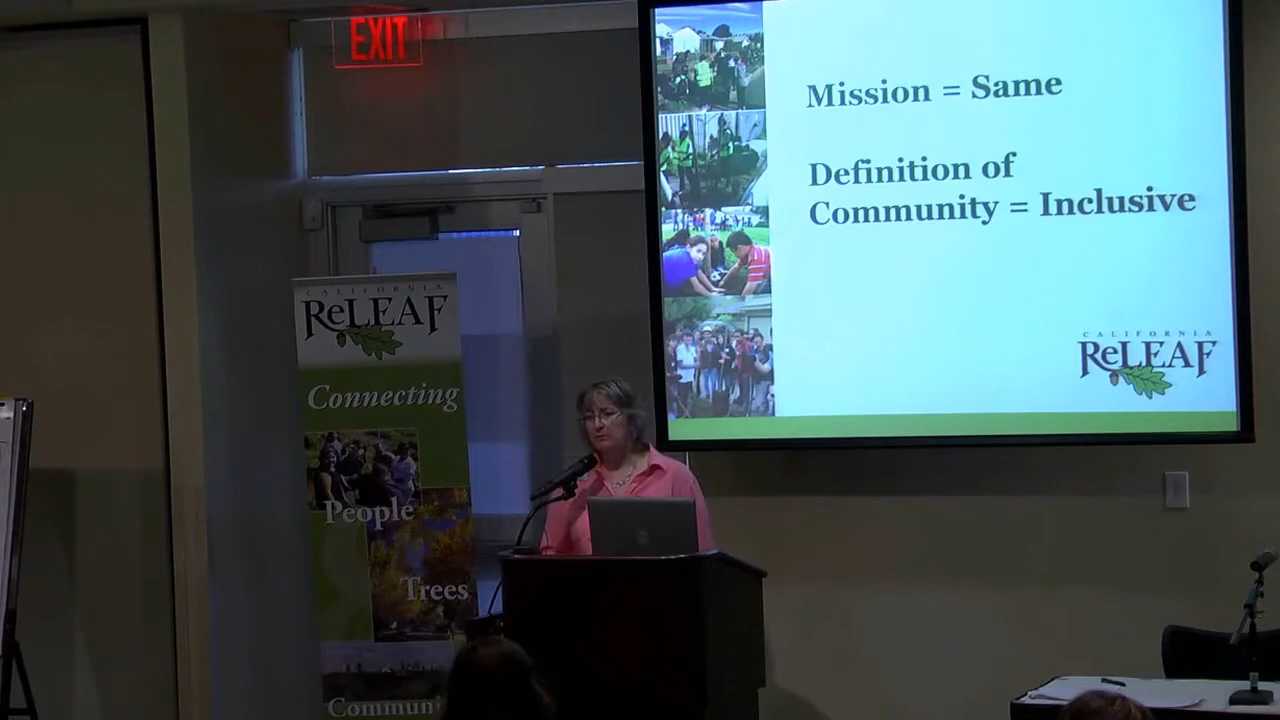 EXIT
Mission = Same
Definition of
Community = Inclusive
CALIFORNIA
ReLEAF
CALIFORNIA
ReLEAF
Connecting
People
Trees
Communi